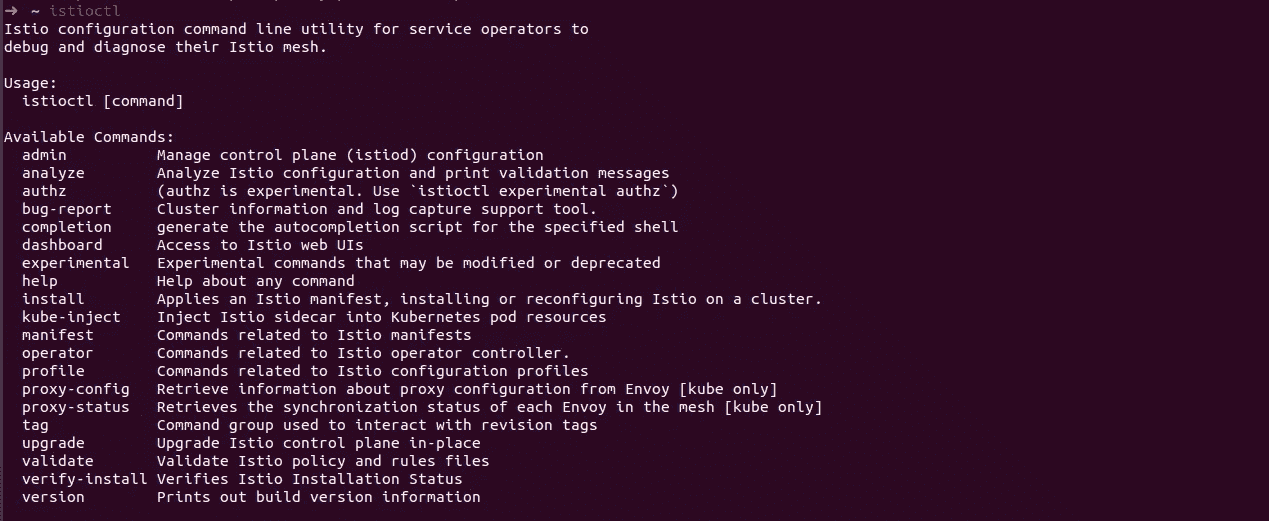 → ~ istioctl
Istio configuration command line utility for service operators to
debug and diagnose their Istio mesh.
Usage:
istioctl [command]
Available Commands:
admin Manage control plane (istiod) configuration
analyze Analyze Istio configuration and print validation messages
authz (authz is experimental. Use `istioctl experimental authz`)
bug-report Cluster information and log capture support tool.
completion generate the autocompletion script for the specified shell
dashboard Access to Istio web UIs
experimental Experimental commands that may be modified or deprecated
help Help about any command
install Applies an Istio manifest, installing or reconfiguring Istio on a cluster.
kube-inject Inject Istio sidecar into Kubernetes pod resources
manifest Commands related to Istio manifests
operator Commands related to Istio operator controller.
profile Commands related to Istio configuration profiles
proxy-config Retrieve information about proxy configuration from Envoy [kube only]
proxy-status Retrieves the synchronization status of each Envoy in the mesh [kube only]
tag Command group used to interact with revision tags
upgrade Upgrade Istio control plane in-place
validate Validate Istio policy and rules files
verify-install Verifies Istio Installation Status
version Prints out build version information